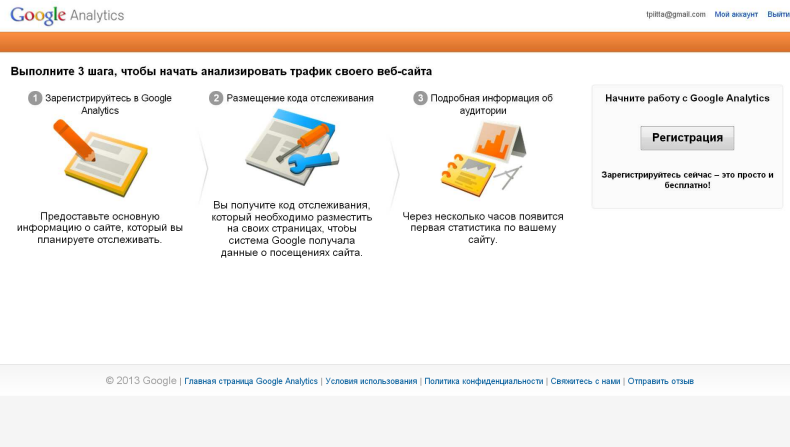 Google Analytics
tpiltta@gmail.com Мой аккаунт Выйти
Выполните 3 шага, чтобы начать анализировать трафик своего веб-сайта
1 Зарегистрируйтесь в Google
Analytics
Предоставьте основную
информацию о сайте, который вы
планируете отслеживать.
2 Размещение кода отслеживания
Вы получите код отслеживания,
который необходимо разместить
на своих страницах, чтобы
система Google получала
данные о посещениях сайта.
3 Подробная информация об
аудитории
Через несколько часов появится
первая статистика по вашему
сайту.
Начните работу с Google Analytics
Регистрация
Зарегистрируйтесь сейчас – это просто и
бесплатно!
© 2013 Google | Главная страница Google Analytics | Условия использования | Политика конфиденциальности | Свяжитесь с нами | Отправить отзыв